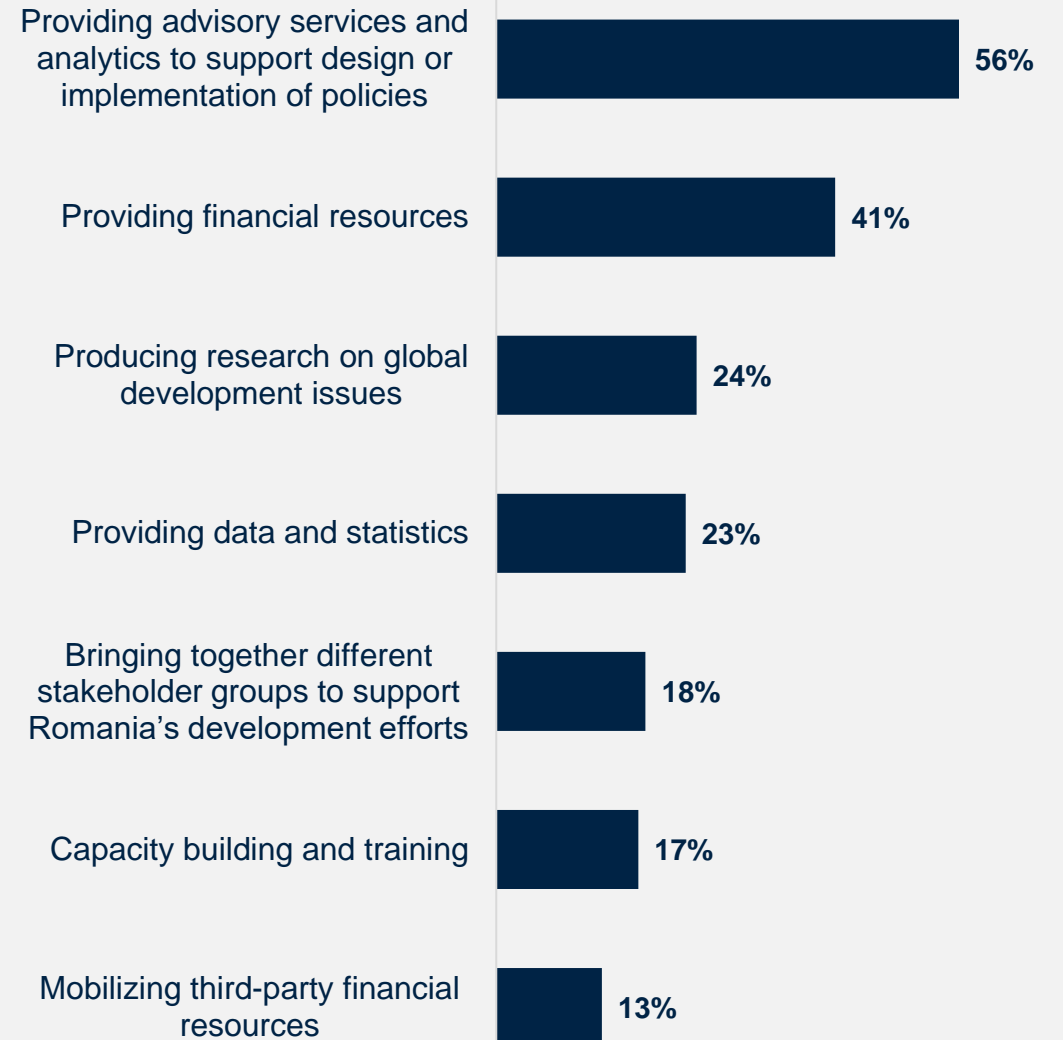 Providing advisory services and
analytics to support design or
implementation of policies
56%
Providing financial resources
41%
Producing research on global
development issues
24%
Providing data and statistics
23%
Bringing together different
stakeholder groups to support
Romania’s development efforts
18%
Capacity building and training
17%
Mobilizing third-party financial
resources
13%